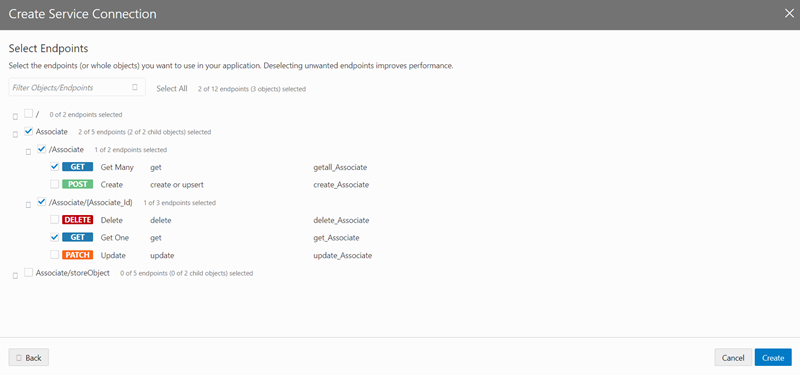 Create Service Connection
Select Endpoints
Select the endpoints (or whole objects) you want to use in your application. Deselecting unwanted endpoints improves performance.
Filter Objects/Endpoints Select All 2 of 12 endpoints (3 objects) selected
/ 0 of 2 endpoints selected
Associate 2 of 5 endpoints (2 of 2 child objects) selected
/Associate 1 of 2 endpoints selected
GET Get Many get getall_Associate
POST Create create or upsert create_Associate
/Associate/{Associate_Id} 1 of 3 endpoints selected
DELETE Delete delete delete_Associate
GET Get One get get_Associate
PATCH Update update update_Associate
Associate/storeObject 0 of 5 endpoints (0 of 2 child objects) selected
Back Cancel Create